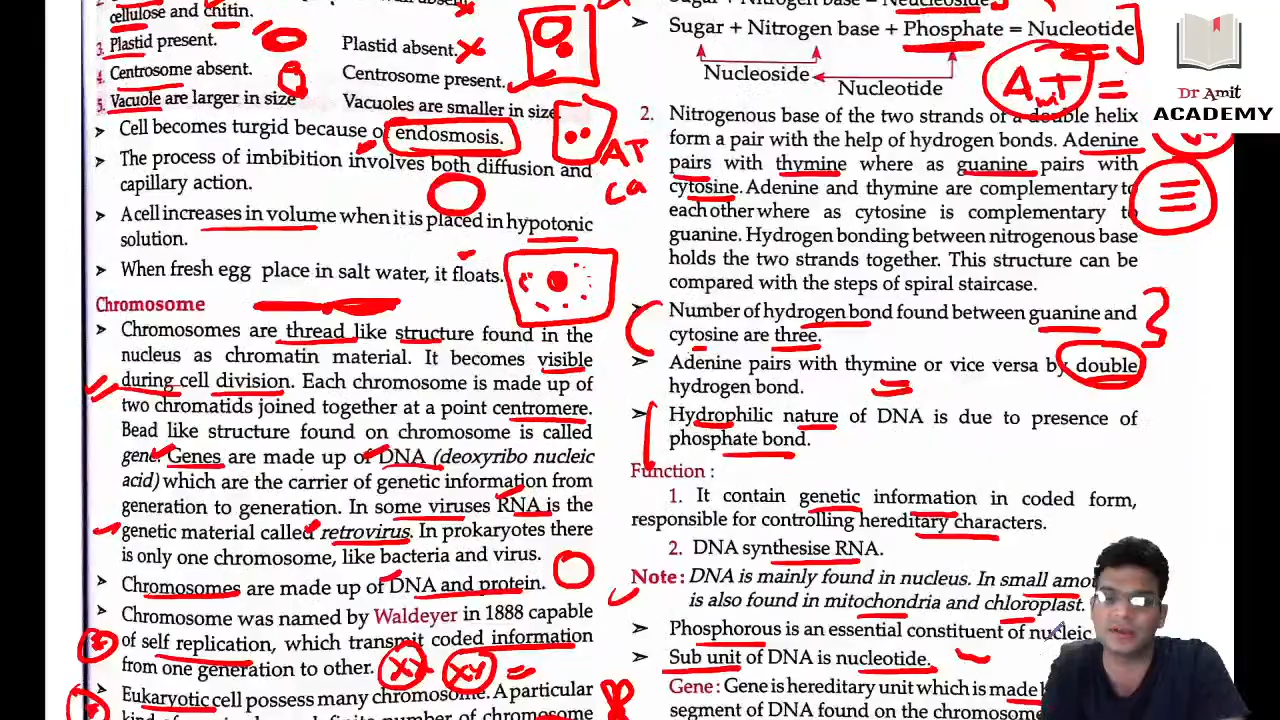 cellulose and chitin.
3. Plastid present.
Plastid absent.
4. Centrosome absent.
Centrosome present.
5. Vacuole are larger in size
Vacuoles are smaller in size.
➤ Cell becomes turgid because of endosmosis.
➤ The process of imbibition involves both diffusion and
capillary action.
➤ A cell increases in volume when it is placed in hypotonic
solution.
➤ When fresh egg place in salt water, it floats.
Chromosome
➤ Chromosomes are thread like structure found in the
nucleus as chromatin material. It becomes visible
during cell division. Each chromosome is made up of
two chromatids joined together at a point centromere.
Bead like structure found on chromosome is called
gene. Genes are made up of DNA (deoxyribo nucleic
acid) which are the carrier of genetic information from
generation to generation. In some viruses RNA is the
genetic material called retrovirus. In prokaryotes there
is only one chromosome, like bacteria and virus.
➤ Chromosomes are made up of DNA and protein.
➤ Chromosome was named by Waldeyer in 1888 capable
of self replication, which transmit coded information
from one generation to other.
➤ Eukaryotic cell possess many chromosome. A particular
kind of definite number of chromosome
AT
XX XY =
Sugar + Nitrogen base = Neucleoside
➤ Sugar + Nitrogen base + Phosphate = Nucleotide
Nucleoside
Nucleotide
AmiT =
2. Nitrogenous base of the two strands of a double helix
form a pair with the help of hydrogen bonds. Adenine
pairs with thymine where as guanine pairs with
cytosine. Adenine and thymine are complementary to
each other where as cytosine is complementary to
guanine. Hydrogen bonding between nitrogenous base
holds the two strands together. This structure can be
compared with the steps of spiral staircase.
➤ Number of hydrogen bond found between guanine and
cytosine are three.
➤ Adenine pairs with thymine or vice versa by double
hydrogen bond.
➤ Hydrophilic nature of DNA is due to presence of
phosphate bond.
Function :
1. It contain genetic information in coded form,
responsible for controlling hereditary characters.
2. DNA synthesise RNA.
Note : DNA is mainly found in nucleus. In small
is also found in mitochondria and chloroplast.
➤ Phosphorous is an essential constituent of nucleic
➤ Sub unit of DNA is nucleotide.
Gene : Gene is hereditary unit which is made
segment of DNA found on the chromosome
Dr Amit
ACADEMY